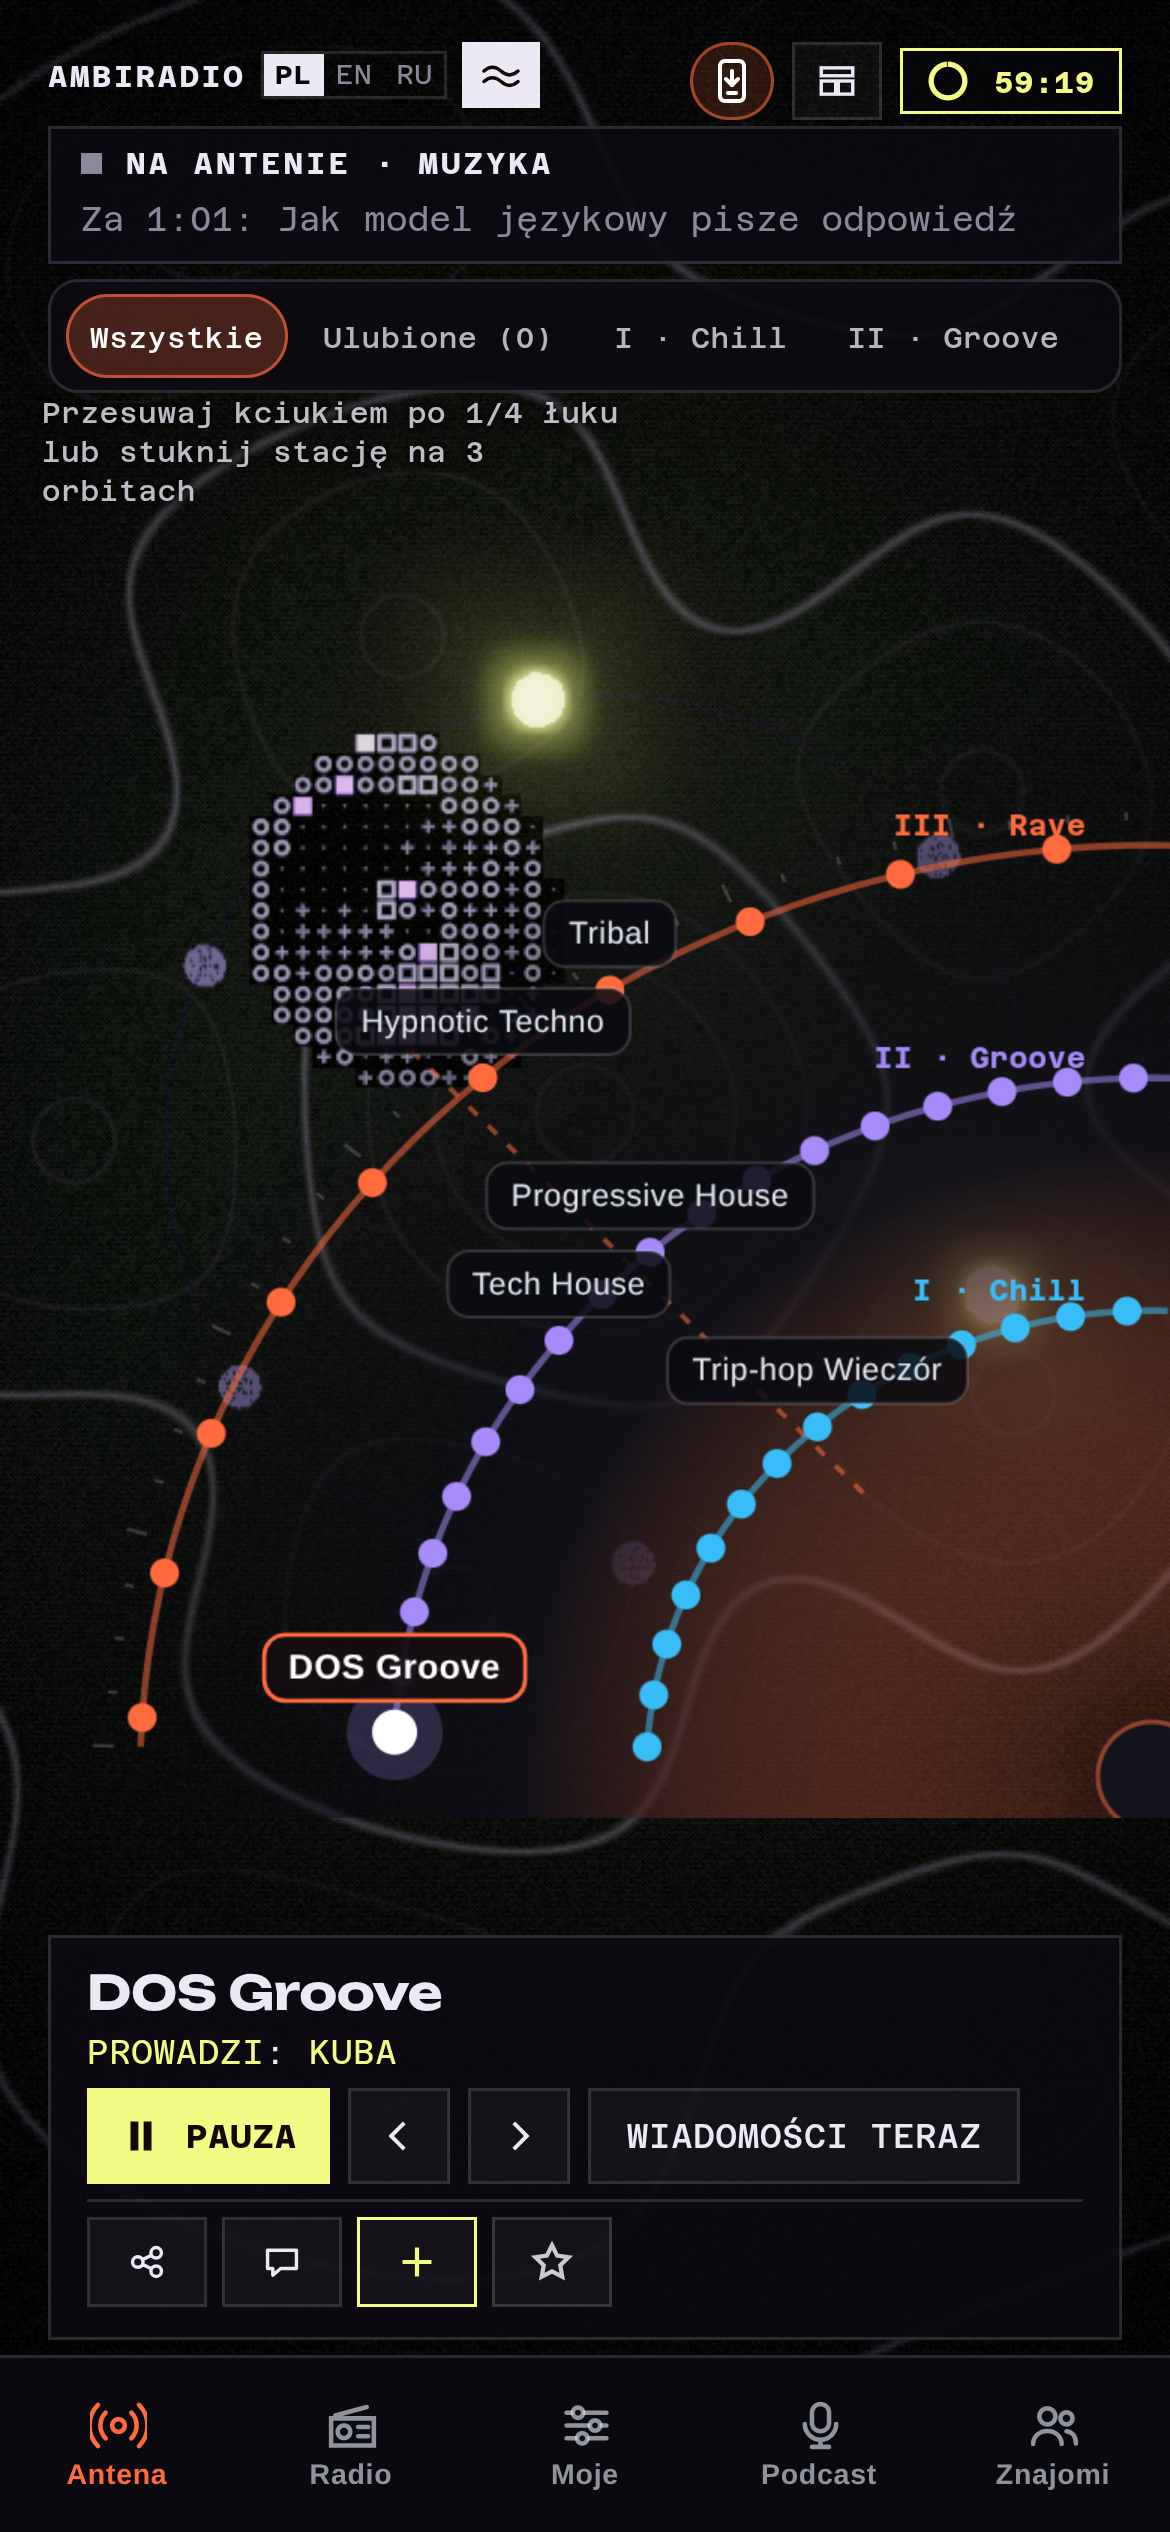 AMBIRADIO PL EN RU 59:19
NA ANTENIE · MUZYKA
Za 1:01: Jak model językowy pisze odpowiedź
Wszystkie Ulubione (0) I · Chill II · Groove
Przesuwaj kciukiem po 1/4 łuku
lub stuknij stację na 3
orbitach
III · Rave
Tribal
Hypnotic Techno
II · Groove
Progressive House
Tech House
I · Chill
Trip-hop Wieczór
DOS Groove
DOS Groove
PROWADZI: KUBA
PAUZA WIADOMOŚCI TERAZ
Antena Radio Moje Podcast Znajomi